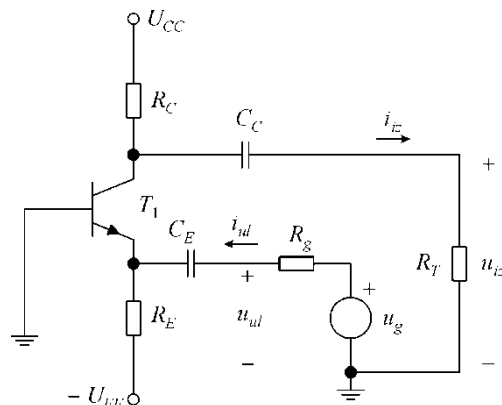 U_CC
R_C
C_C
i_iz
+
T_1
C_E
i_ul
R_g
R_T
u_iz
+
+
R_E
u_ul
u_g
−
−
− U_EE